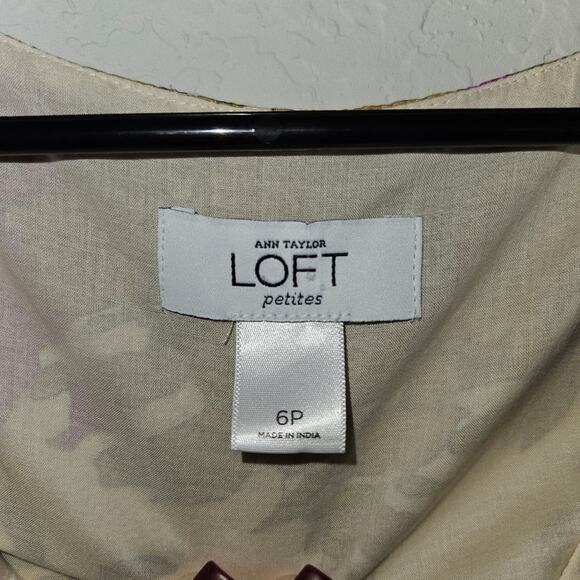 ANN TAYLOR
LOFT
petites
6P
MADE IN INDIA